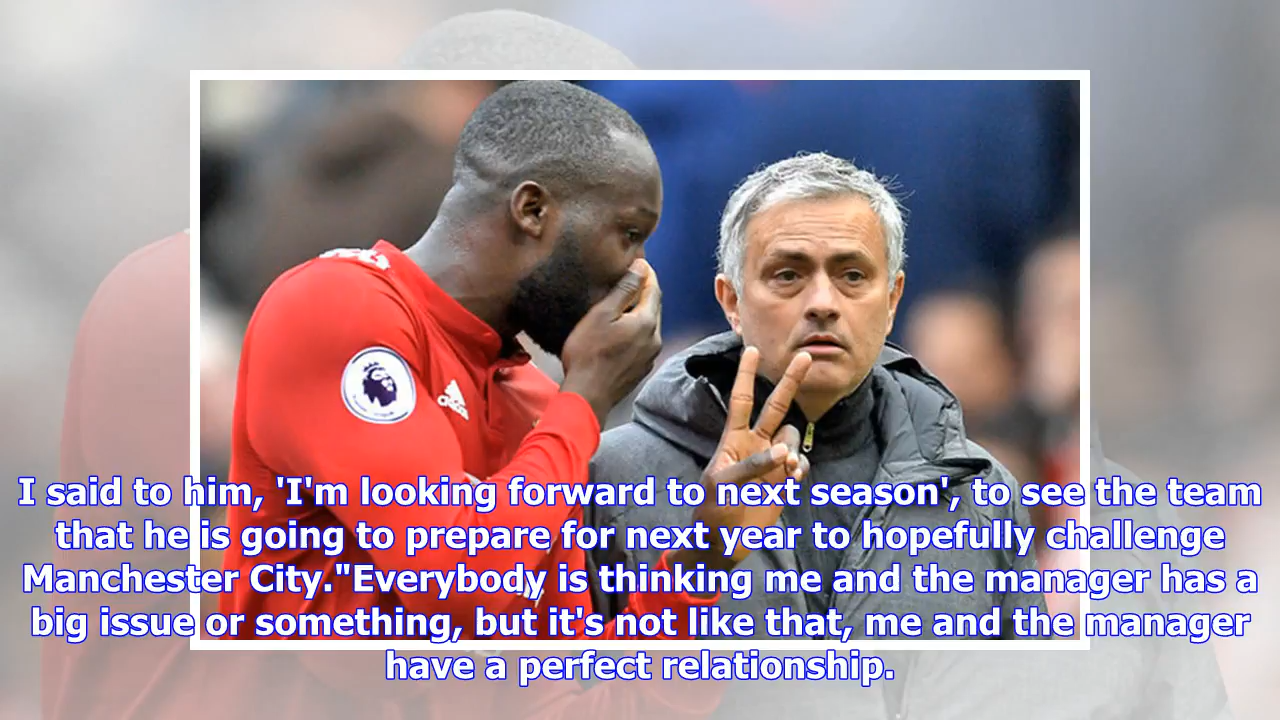 I said to him, 'I'm looking forward to next season', to see the team
that he is going to prepare for next year to hopefully challenge
Manchester City."Everybody is thinking me and the manager has a
big issue or something, but it's not like that, me and the manager
have a perfect relationship.